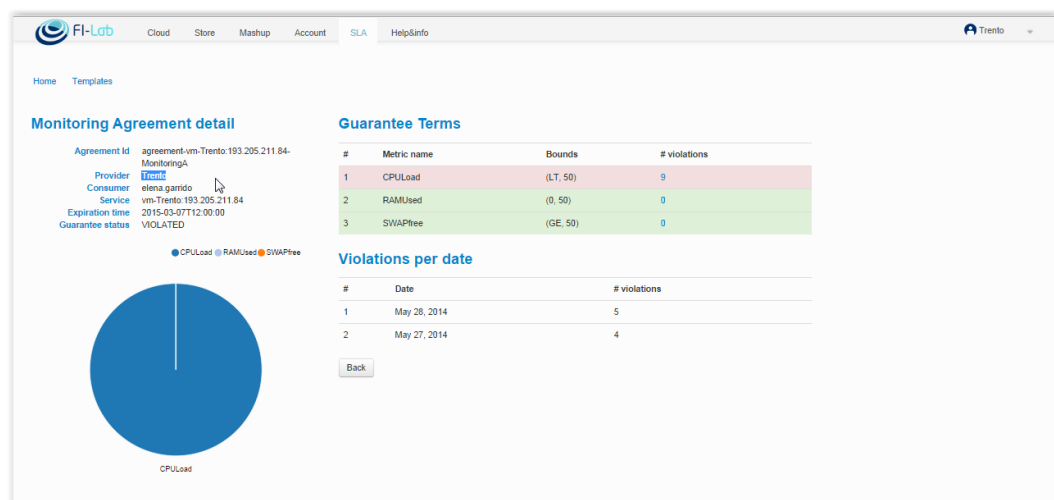 FI-Lab Cloud Store Mashup Account SLA Help&info Trento
Home Templates
Monitoring Agreement detail
Agreement Id agreement-vm-Trento:193.205.211.84-
MonitoringA
Provider Trento
Consumer elena.garrido
Service vm-Trento:193.205.211.84
Expiration time 2015-03-07T12:00:00
Guarantee status VIOLATED
CPULoad RAMUsed SWAPfree
CPULoad
Guarantee Terms
# Metric name Bounds # violations
1 CPULoad (LT, 50) 9
2 RAMUsed (0, 50) 0
3 SWAPfree (GE, 50) 0
Violations per date
# Date # violations
1 May 28, 2014 5
2 May 27, 2014 4
Back